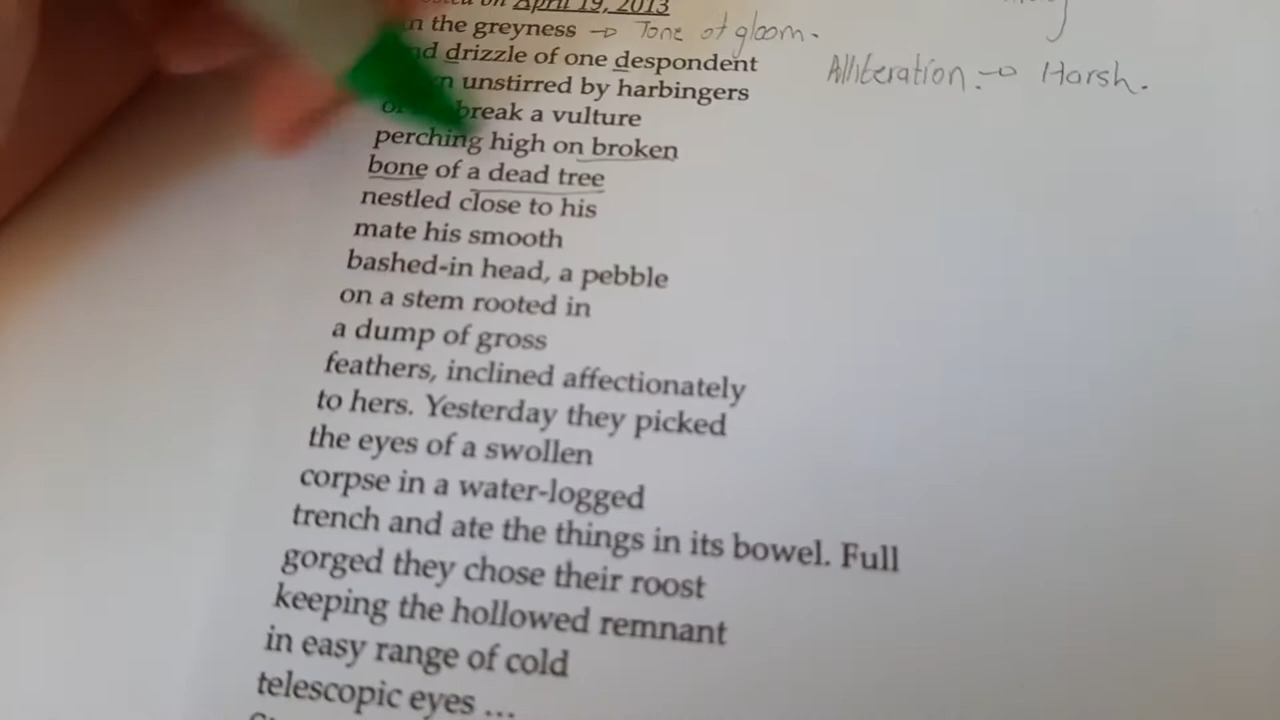 on April 19, 2013
the greyness → Tone of gloom.
drizzle of one despondent
Alliteration. → Harsh.
unstirred by harbingers
break a vulture
perching high on broken
bone of a dead tree
nestled close to his
mate his smooth
bashed-in head, a pebble
on a stem rooted in
a dump of gross
feathers, inclined affectionately
to hers. Yesterday they picked
the eyes of a swollen
corpse in a water-logged
trench and ate the things in its bowel. Full
gorged they chose their roost
keeping the hollowed remnant
in easy range of cold
telescopic eyes ...